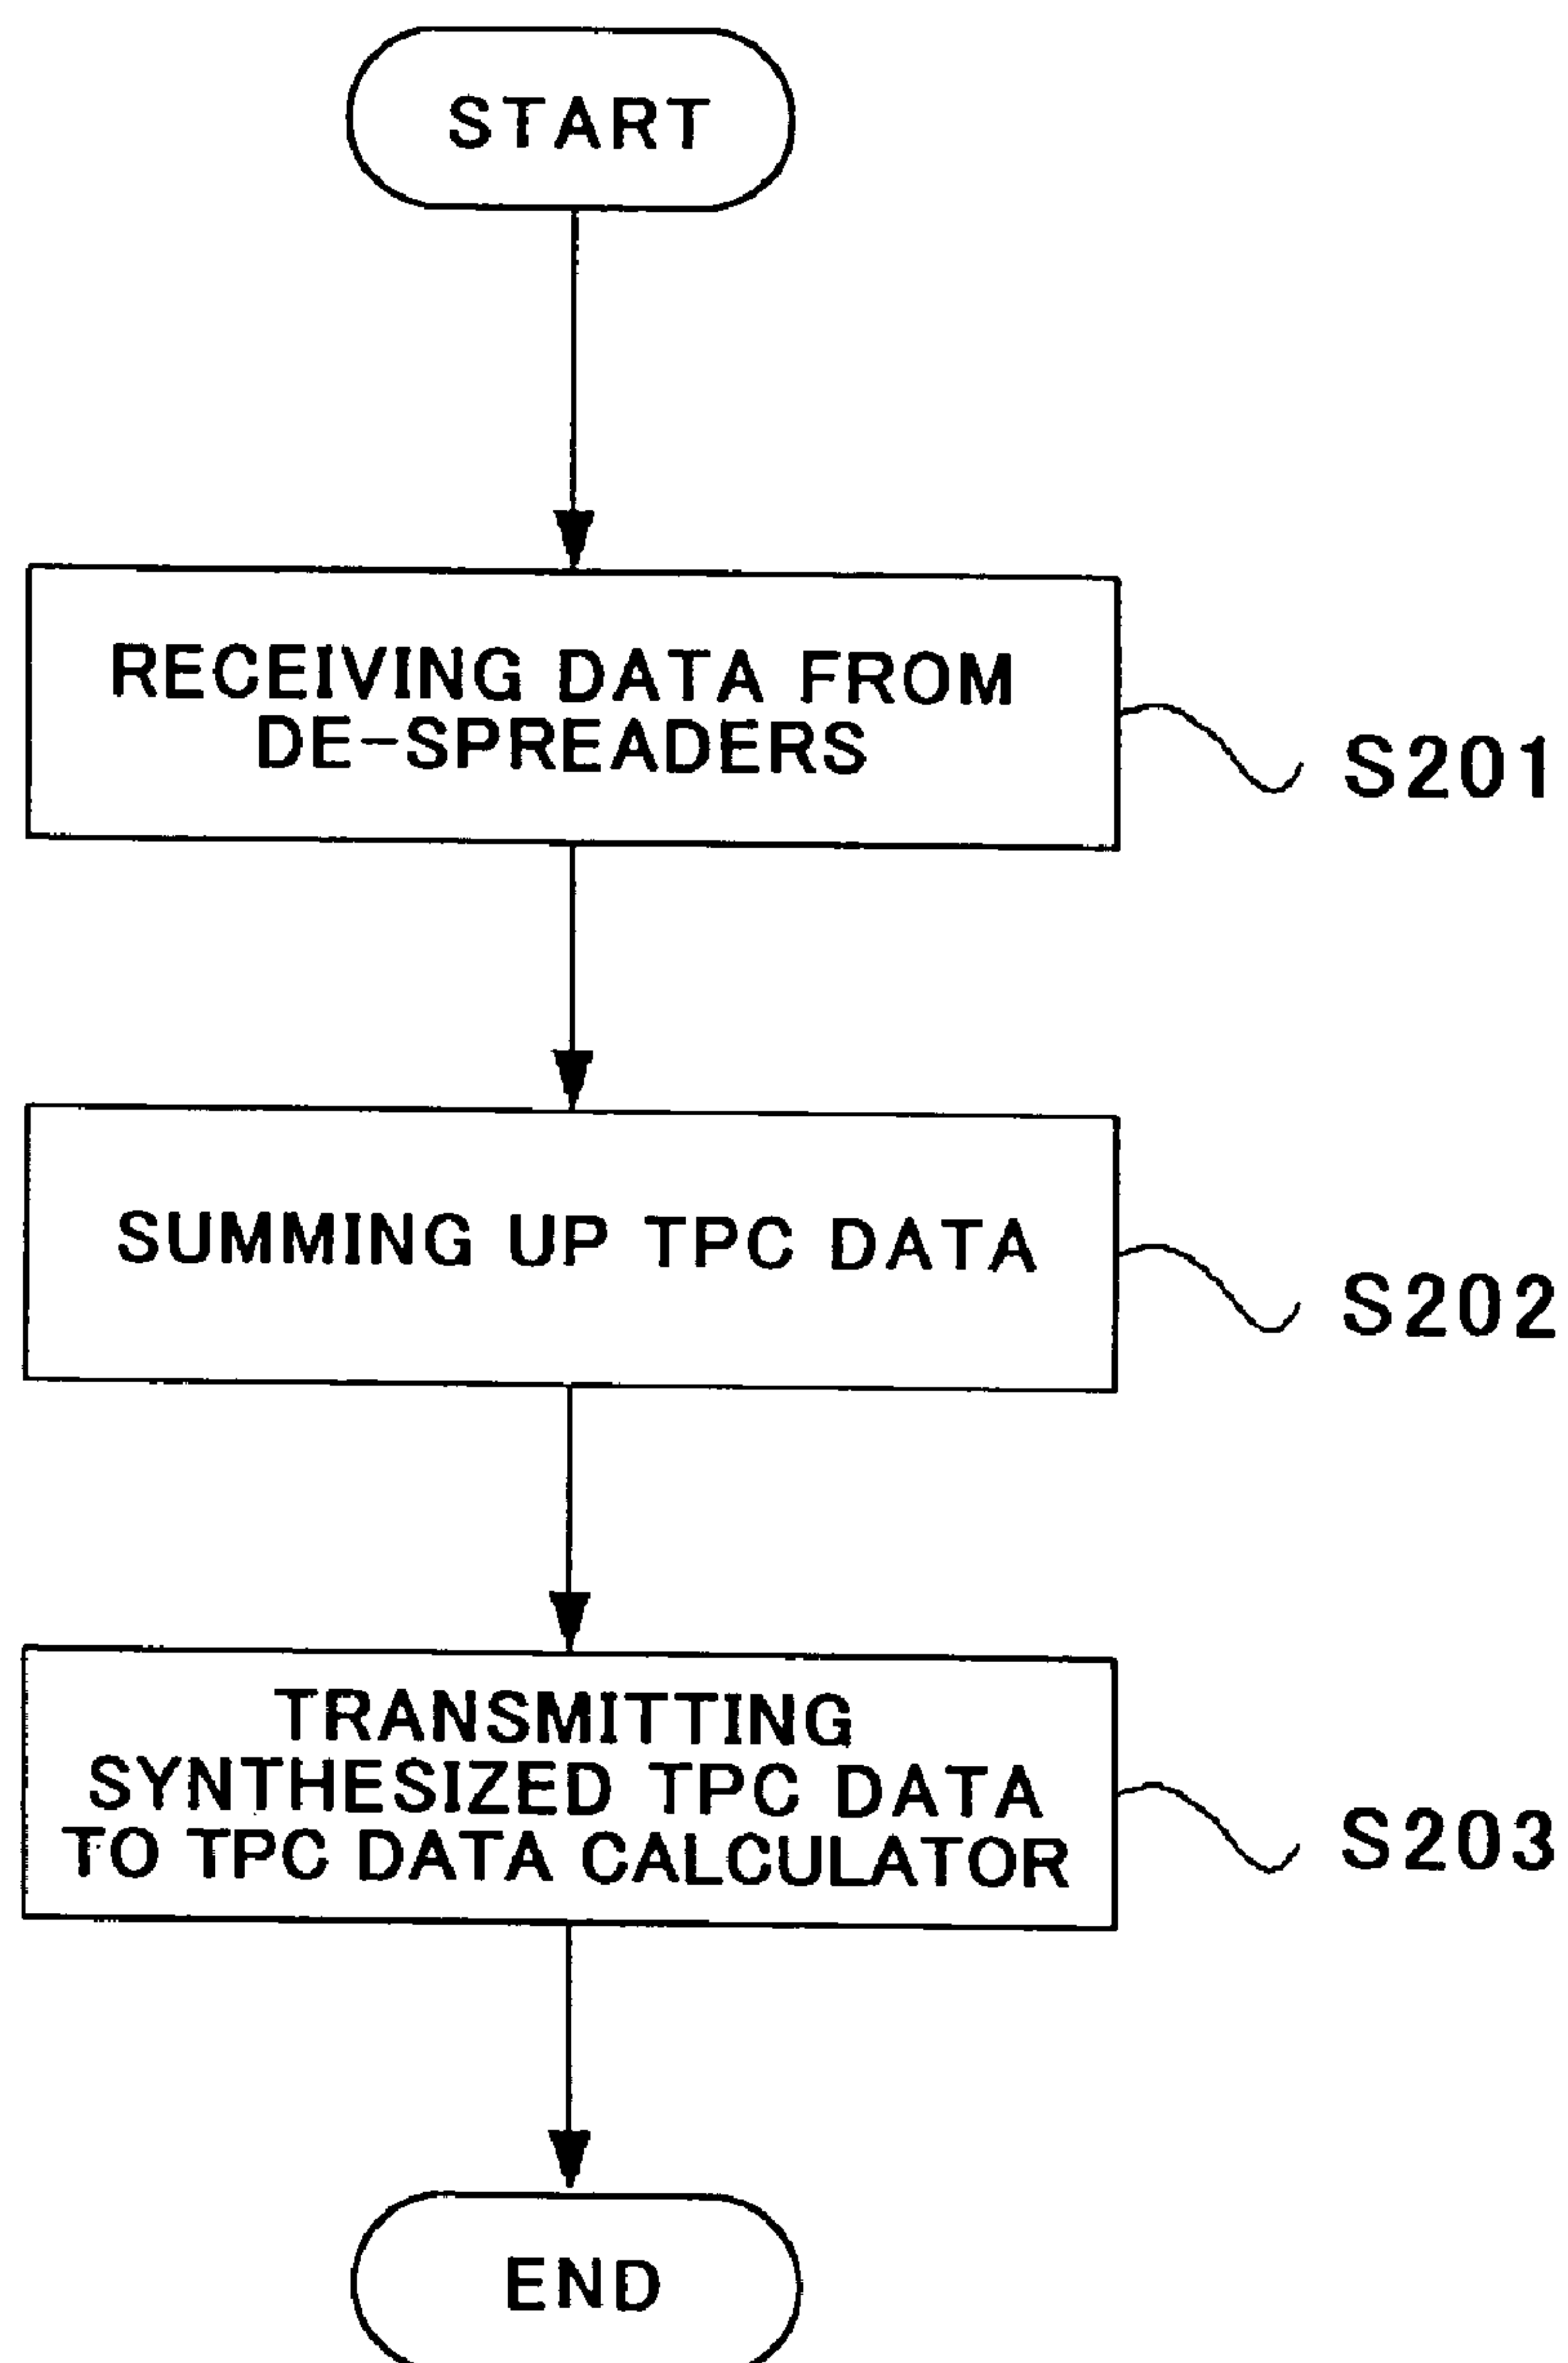 START
RECEIVING DATA FROM
DE-SPREADERS
S201
SUMMING UP TPC DATA
S202
TRANSMITTING
SYNTHESIZED TPC DATA
TO TPC DATA CALCULATOR
S203
END